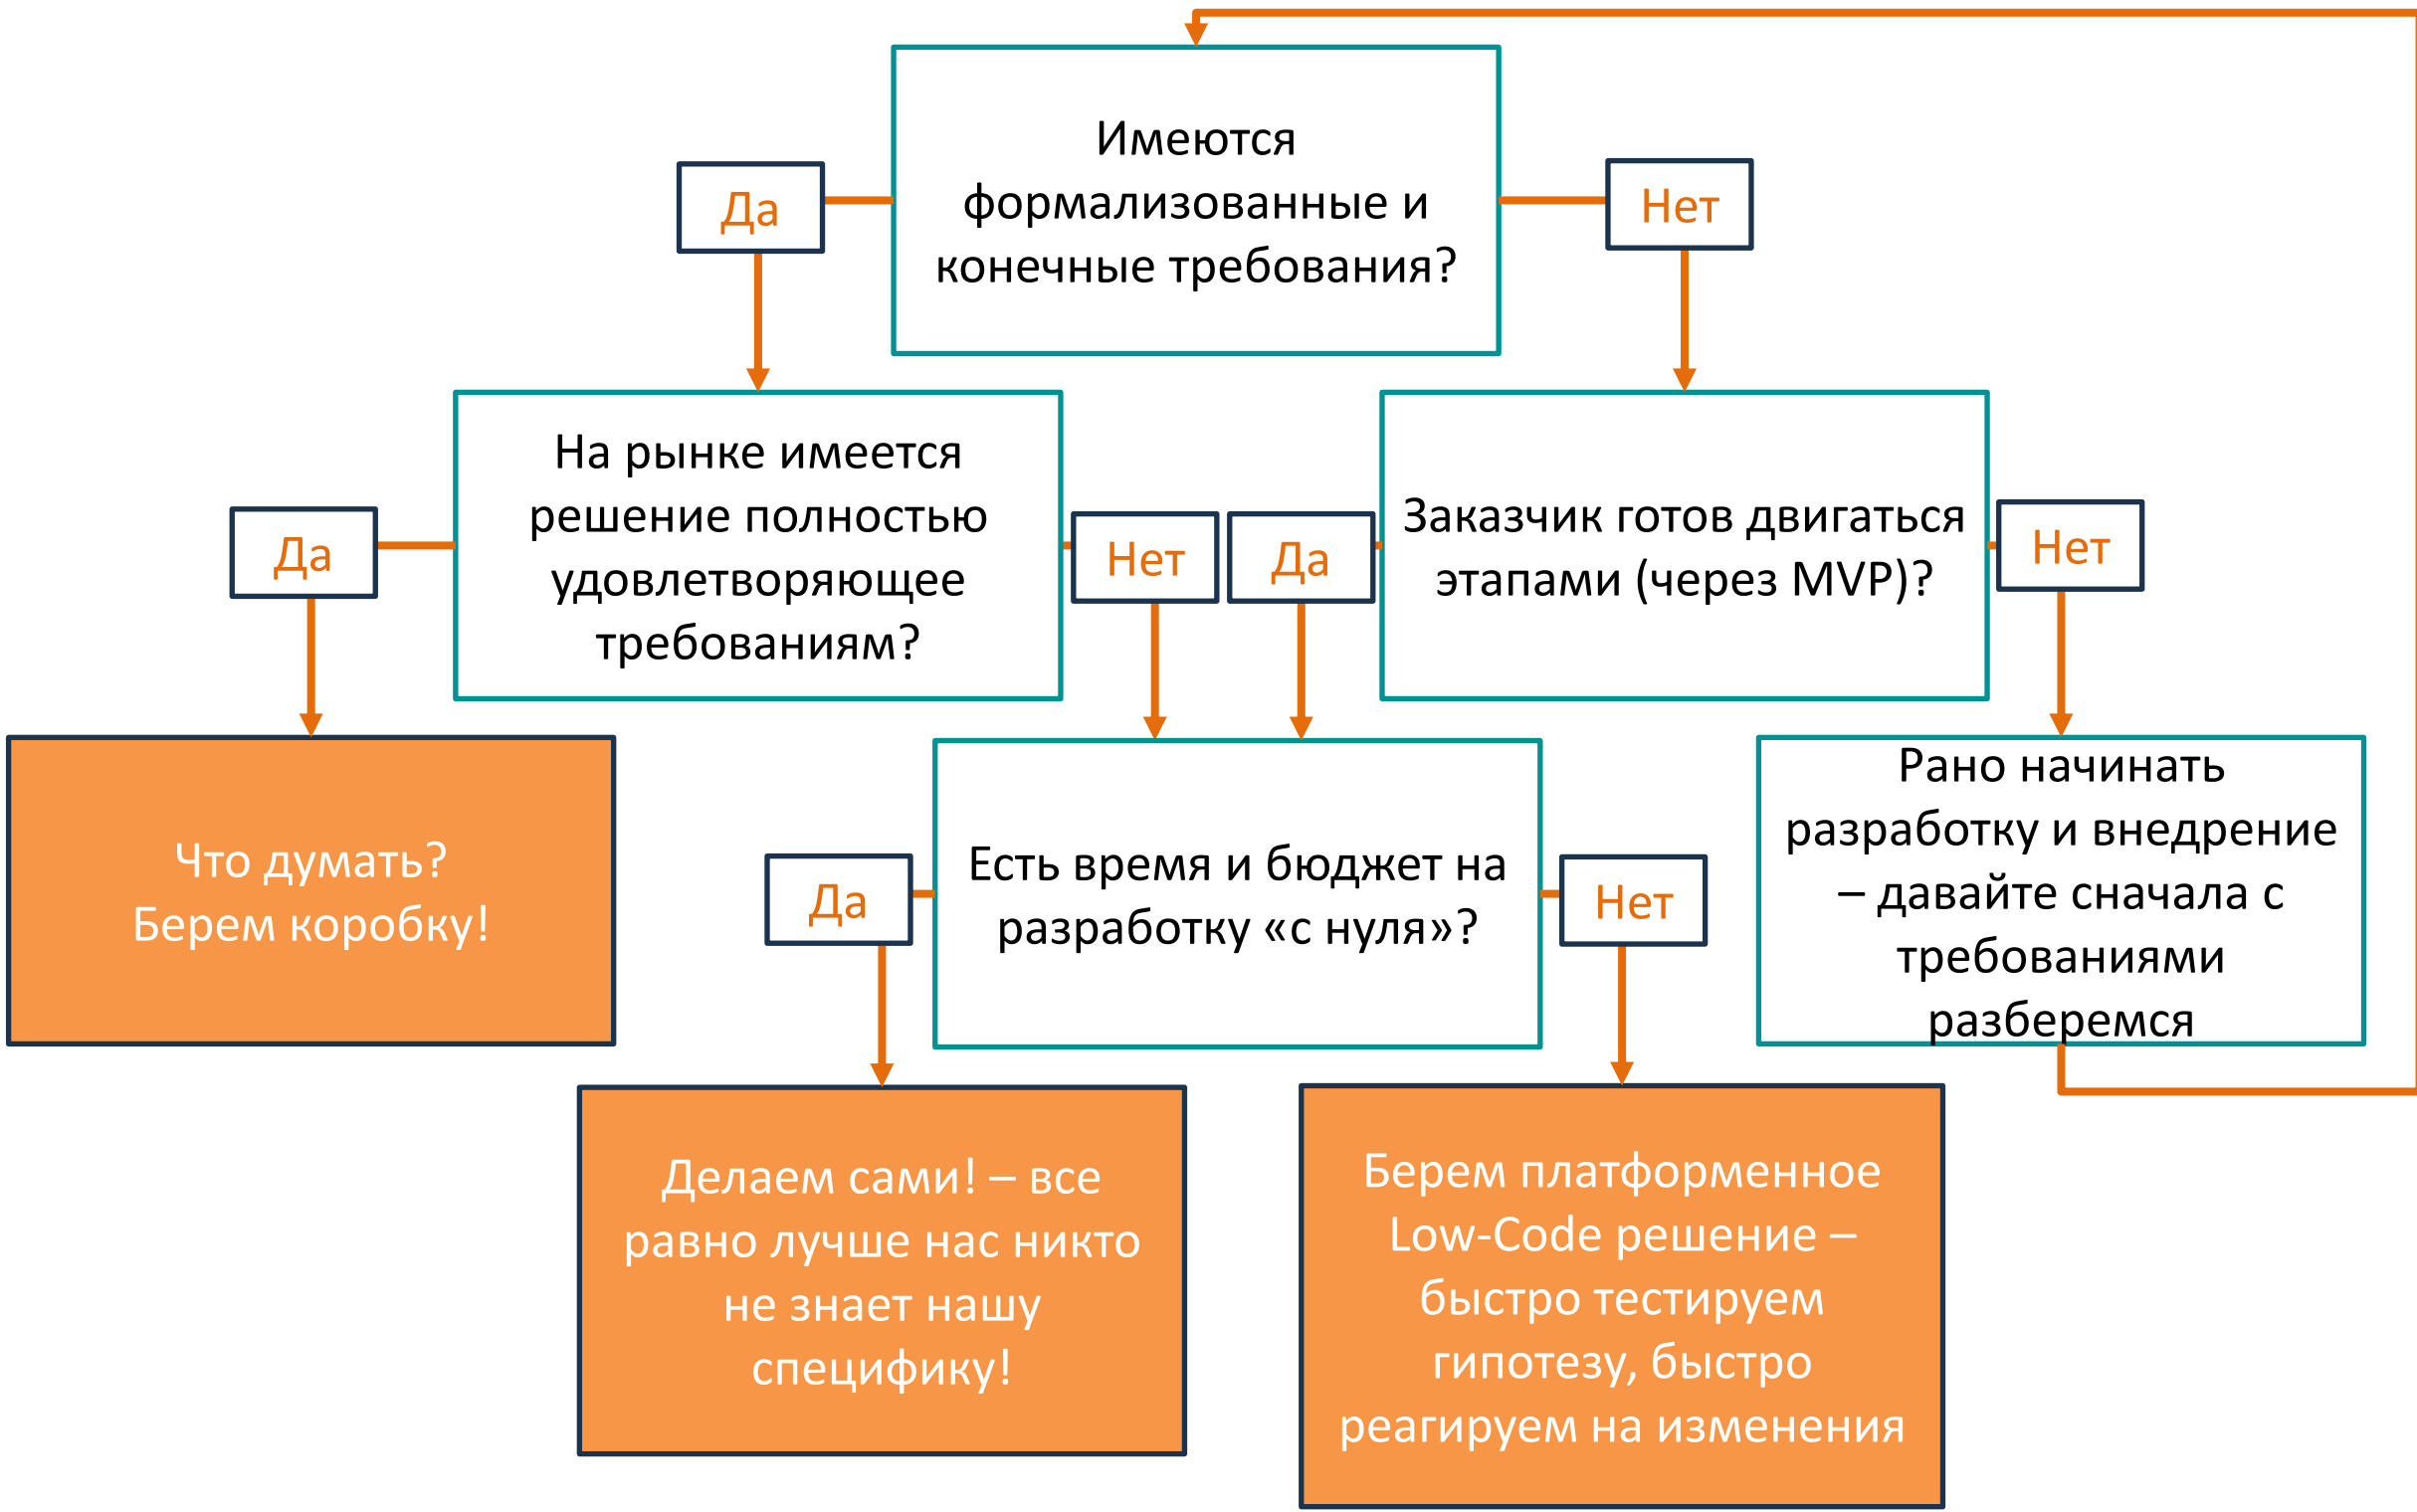 Имеются
формализованные и
конечные требования?
Да
Нет
На рынке имеется
решение полностью
удовлетворяющее
требованиям?
Да
Нет
Да
Заказчик готов двигаться
этапами (через MVP)?
Нет
Что думать?
Берем коробку!
Да
Есть время и бюджет на
разработку «с нуля»?
Нет
Рано начинать
разработку и внедрение
– давайте сначала с
требованиями
разберемся
Делаем сами! – все
равно лучше нас никто
не знает нашу
специфику!
Берем платформенное
Low-Code решение –
быстро тестируем
гипотезу, быстро
реагируем на изменения